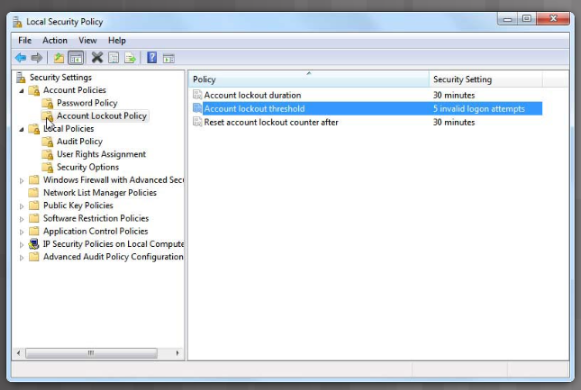 Local Security Policy
File Action View Help
Security Settings
Account Policies
Password Policy
Account Lockout Policy
Local Policies
Audit Policy
User Rights Assignment
Security Options
Windows Firewall with Advanced Secu
Network List Manager Policies
Public Key Policies
Software Restriction Policies
Application Control Policies
IP Security Policies on Local Compute
Advanced Audit Policy Configuration
Policy Security Setting
Account lockout duration 30 minutes
Account lockout threshold 5 invalid logon attempts
Reset account lockout counter after 30 minutes